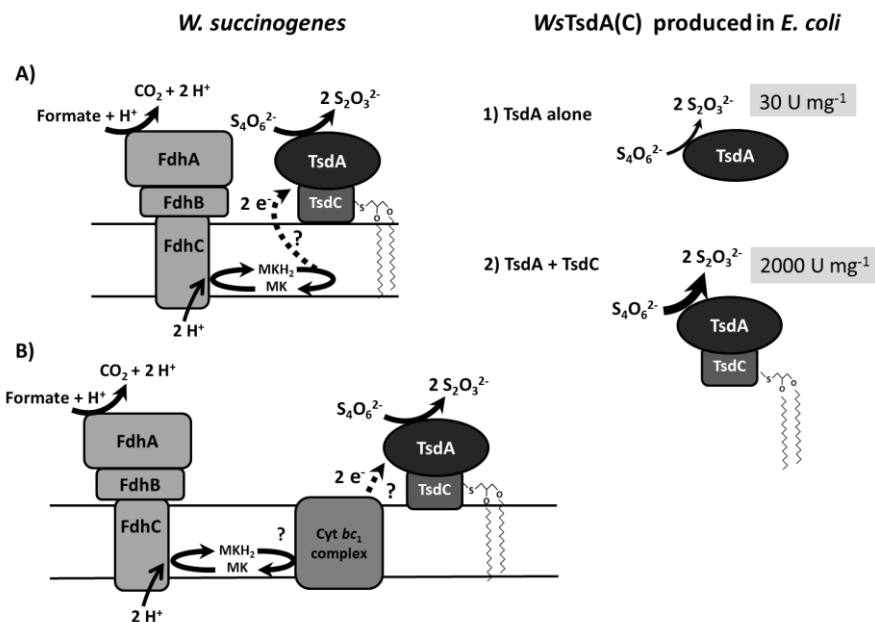 W. succinogenes
WsTsdA(C) produced in E. coli
A)
CO₂ + 2 H⁺
Formate + H⁺
FdhA
FdhB
FdhC
2 H⁺
MKH₂
MK
2 e⁻
?
S₄O₆²⁻
2 S₂O₃²⁻
TsdA
TsdC
S
O
O
1) TsdA alone
2 S₂O₃²⁻
30 U mg⁻¹
S₄O₆²⁻
TsdA
2) TsdA + TsdC
2 S₂O₃²⁻
2000 U mg⁻¹
S₄O₆²⁻
TsdA
TsdC
S
O
O
B)
CO₂ + 2 H⁺
Formate + H⁺
FdhA
FdhB
FdhC
2 H⁺
MKH₂
MK
?
Cyt bc₁
complex
2 e⁻
?
S₄O₆²⁻
2 S₂O₃²⁻
TsdA
TsdC
S
O
O